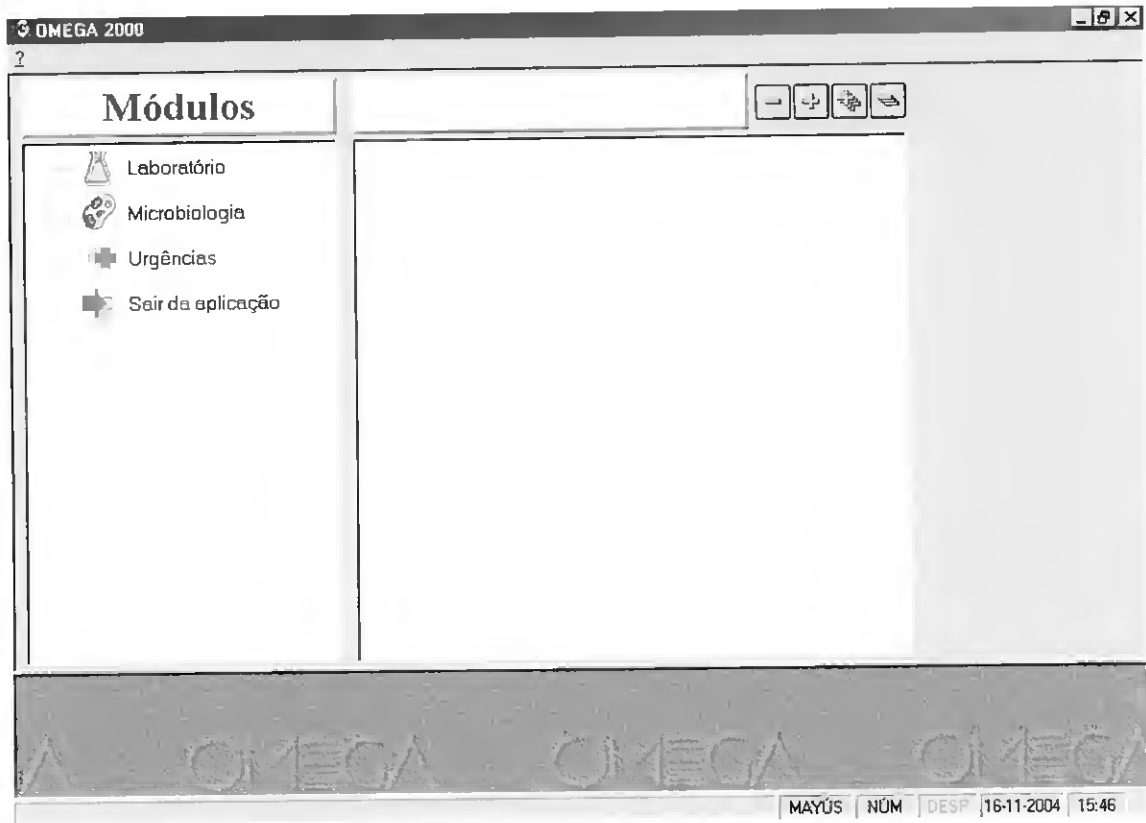 OMEGA 2000
?
Módulos
Laboratório
Microbiologia
Urgências
Sair da aplicação
A OMEGA OMEGA OMEGA
MAYÚS NÚM DESP 16-11-2004 15:46